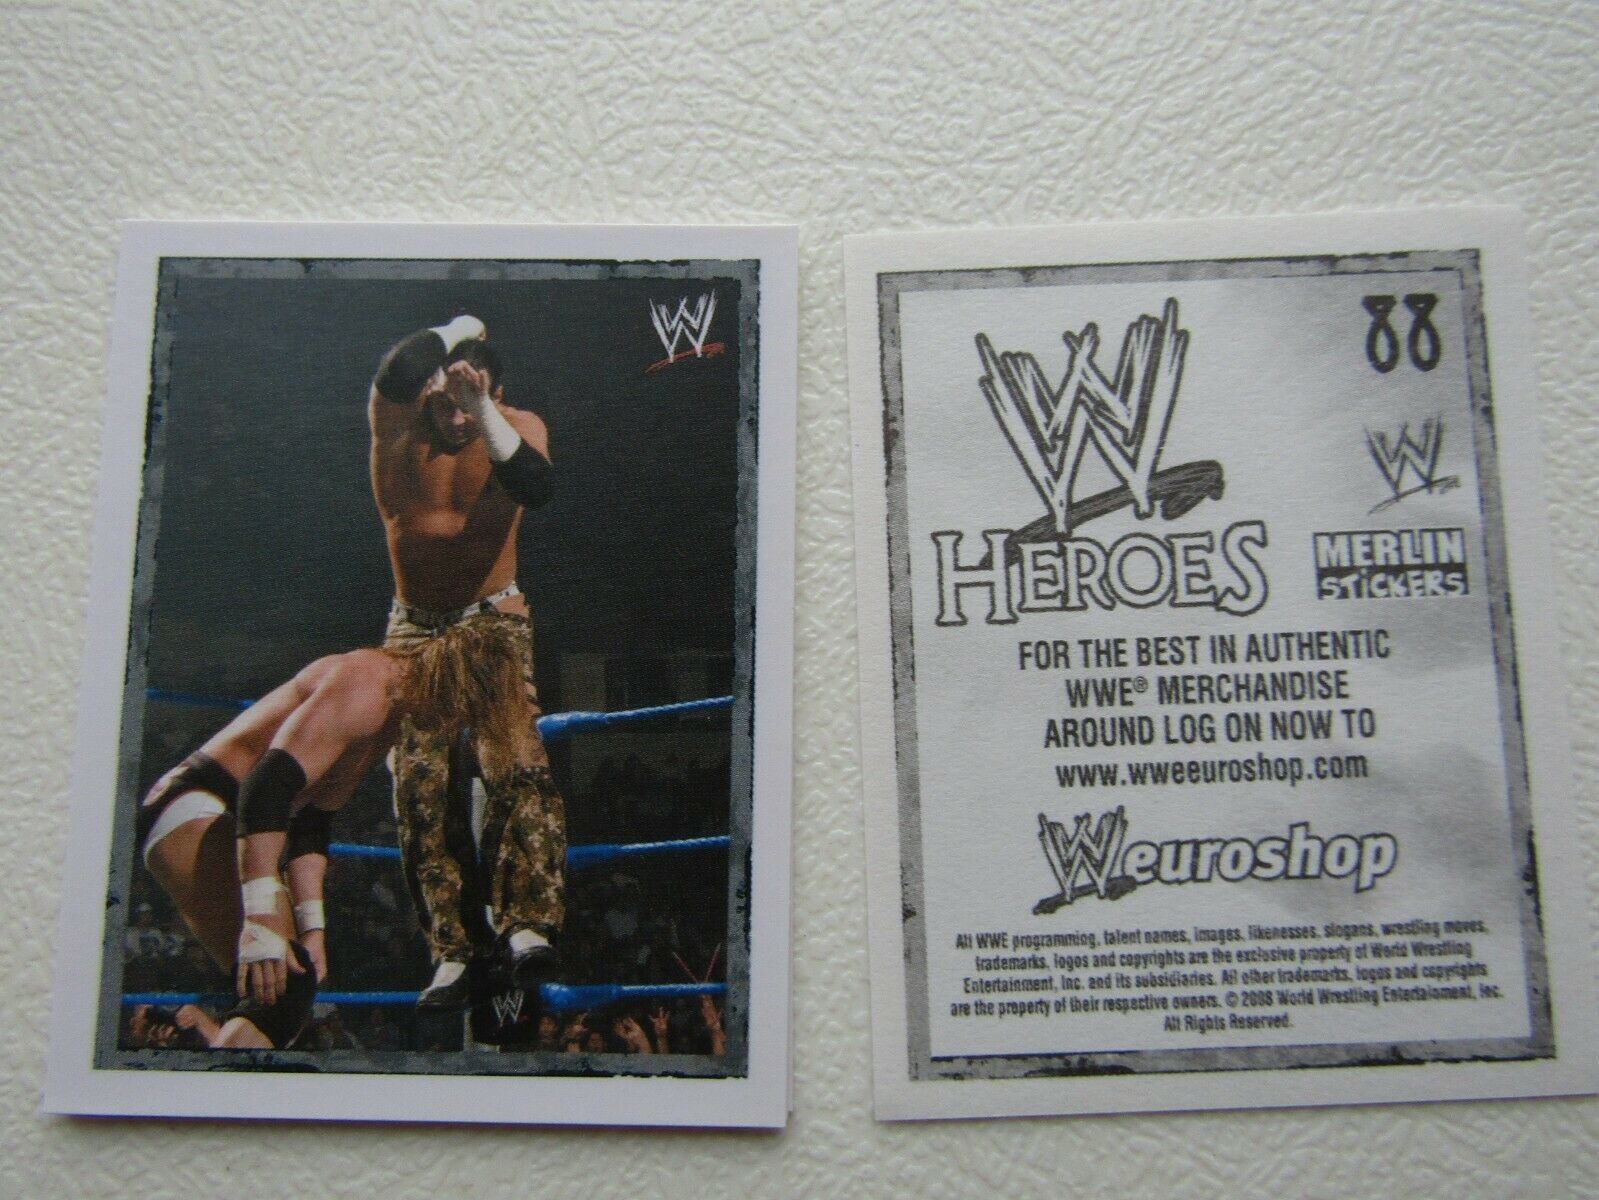 W
W
88
W
HEROES
W
MERLIN
STICKERS
FOR THE BEST IN AUTHENTIC
WWE® MERCHANDISE
AROUND LOG ON NOW TO
www.wweeuroshop.com
W euroshop
All WWE programming, talent names, images, likenesses, slogans, wrestling moves,
trademarks, logos and copyrights are the exclusive property of World Wrestling
Entertainment, Inc. and its subsidiaries. All other trademarks, logos and copyrights
are the property of their respective owners. © 2008 World Wrestling Entertainment, Inc.
All Rights Reserved.